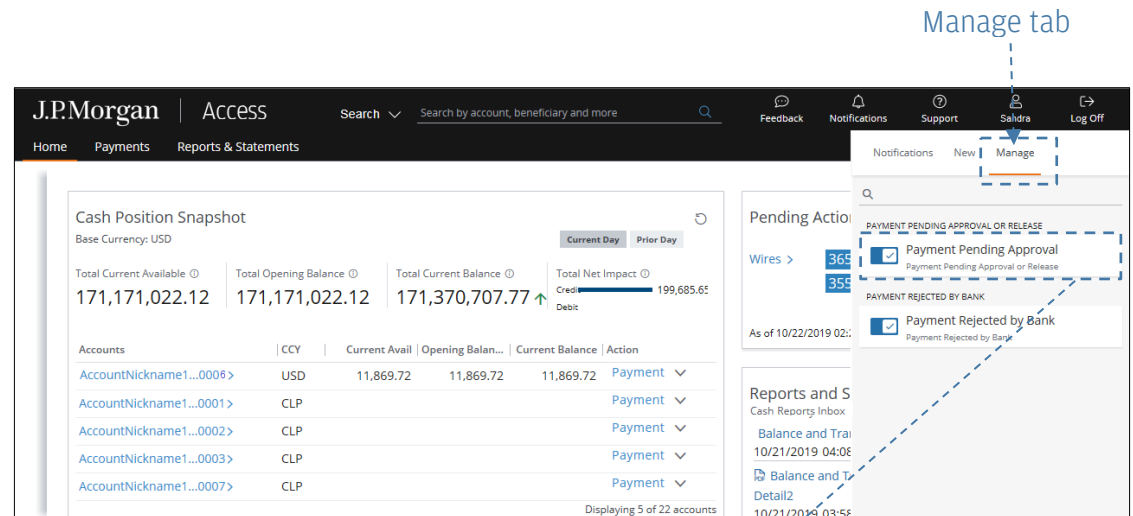 Manage tab
J.P.Morgan | Access
Search
Search by account, beneficiary and more
Feedback
Notifications
Support
Log Off
Home Payments Reports & Statements
Notifications New Manage
Cash Position Snapshot
Base Currency: USD
Current Day Prior Day
Total Current Available
171,171,022.12
Total Opening Balance
171,171,022.12
Total Current Balance
171,370,707.77
Total Net Impact
Credit 199,685.65
Debit
Accounts CCY Current Avail Opening Balan... Current Balance Action
AccountNickname1...0006> USD 11,869.72 11,869.72 11,869.72 Payment
AccountNickname1...0001> CLP Payment
AccountNickname1...0002> CLP Payment
AccountNickname1...0003> CLP Payment
AccountNickname1...0007> CLP Payment
Displaying 5 of 22 accounts
Pending Action
Wires > 365
355
As of 10/22/2019 02:2
Reports and S
Cash Reports Inbox
Balance and Tran
10/21/2019 04:08
Balance and T
Detail2
10/21/2019 03:58
PAYMENT PENDING APPROVAL OR RELEASE
Payment Pending Approval
Payment Pending Approval or Release
PAYMENT REJECTED BY BANK
Payment Rejected by Bank
Payment Rejected by Bank